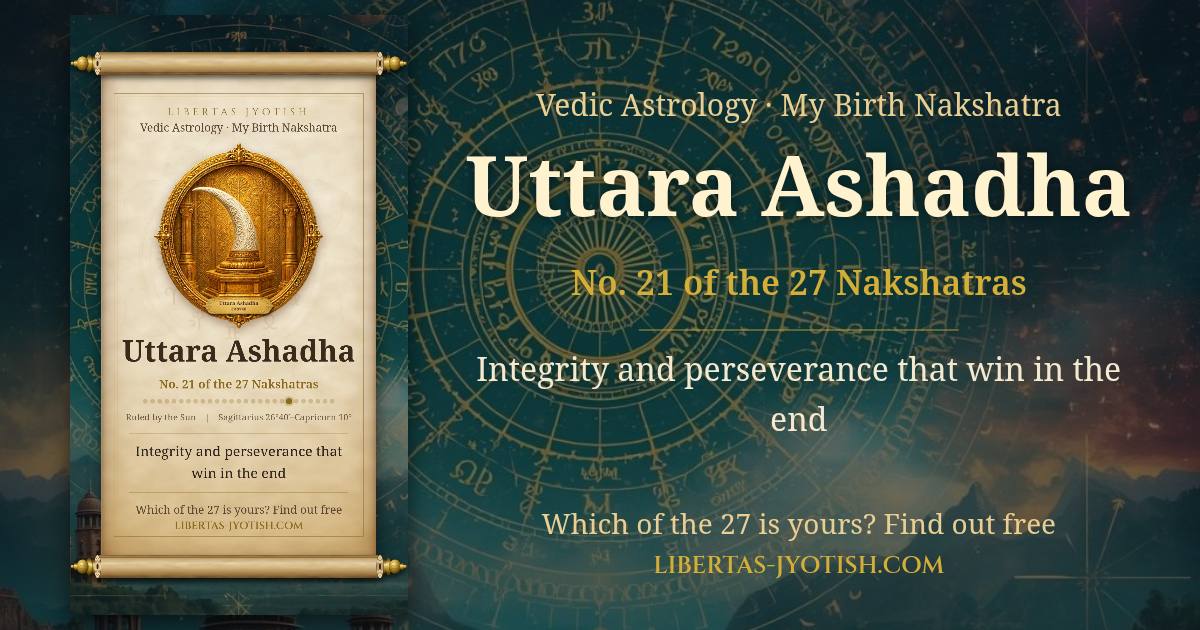 LIBERTAS JYOTISH
Vedic Astrology · My Birth Nakshatra
Uttara Ashadha
Uttara Ashadha
No. 21 of the 27 Nakshatras
Ruled by the Sun | Sagittarius 26°40'–Capricorn 10°
Integrity and perseverance that
win in the end
Which of the 27 is yours? Find out free
LIBERTAS-JYOTISH.COM
Vedic Astrology · My Birth Nakshatra
Uttara Ashadha
No. 21 of the 27 Nakshatras
Integrity and perseverance that win in the
end
Which of the 27 is yours? Find out free
LIBERTAS-JYOTISH.COM